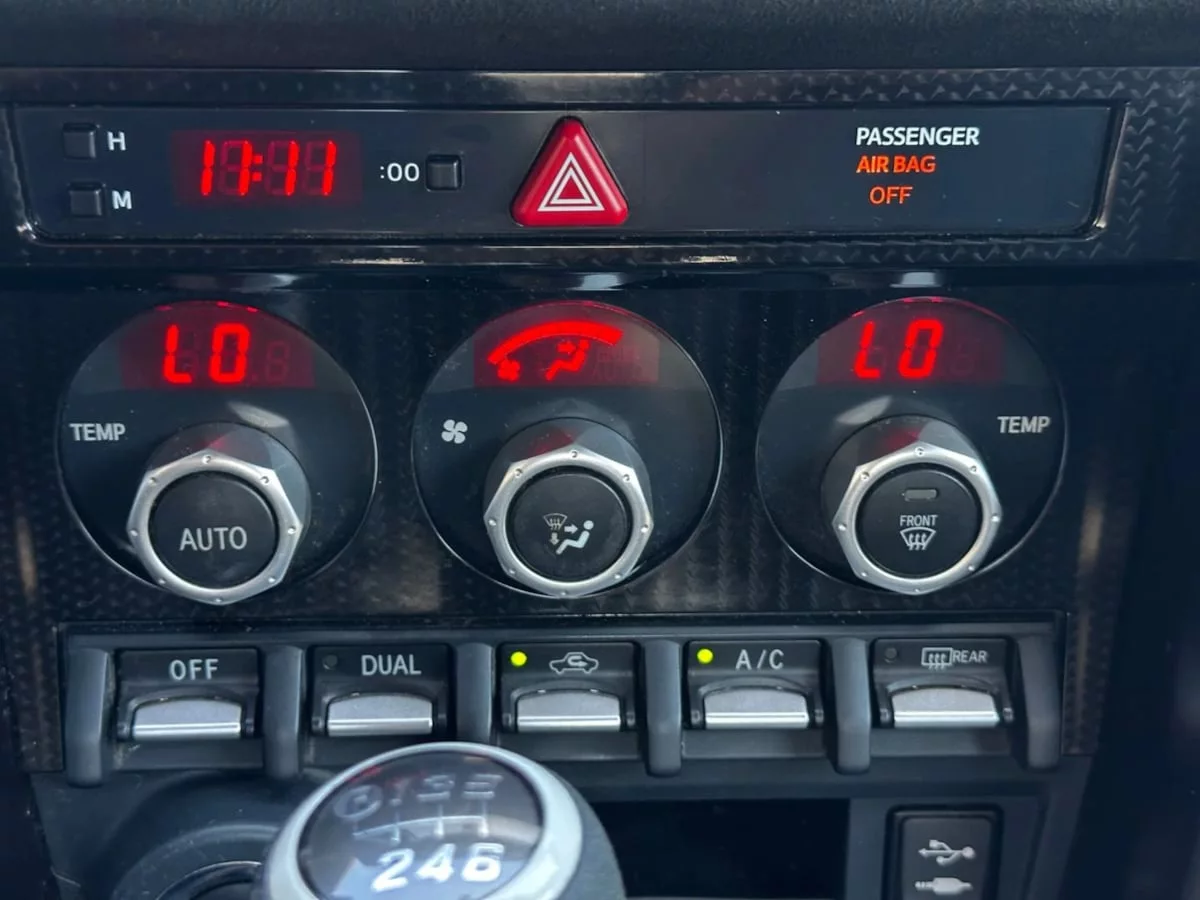 H
M
11:11
:00
PASSENGER
AIR BAG
OFF
LO
LO
TEMP
TEMP
AUTO
FRONT
OFF
DUAL
A/C
REAR
246